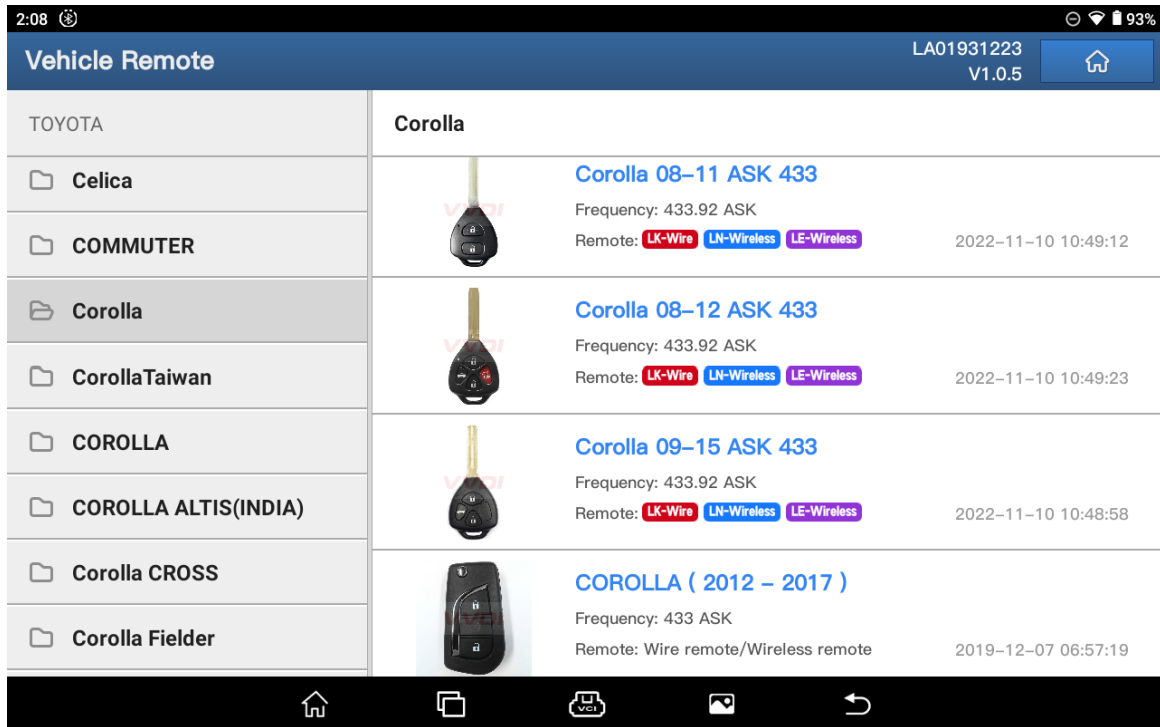 2:08
93%
Vehicle Remote
LA01931223
V1.0.5
TOYOTA
Celica
COMMUTER
Corolla
CorollaTaiwan
COROLLA
COROLLA ALTIS(INDIA)
Corolla CROSS
Corolla Fielder
Corolla
VVDI
Corolla 08–11 ASK 433
Frequency: 433.92 ASK
Remote: LK-Wire LN-Wireless LE-Wireless
2022–11–10 10:49:12
VVDI
Corolla 08–12 ASK 433
Frequency: 433.92 ASK
Remote: LK-Wire LN-Wireless LE-Wireless
2022–11–10 10:49:23
VVDI
Corolla 09–15 ASK 433
Frequency: 433.92 ASK
Remote: LK-Wire LN-Wireless LE-Wireless
2022–11–10 10:48:58
VVDI
COROLLA ( 2012 – 2017 )
Frequency: 433 ASK
Remote: Wire remote/Wireless remote
2019–12–07 06:57:19
VCI